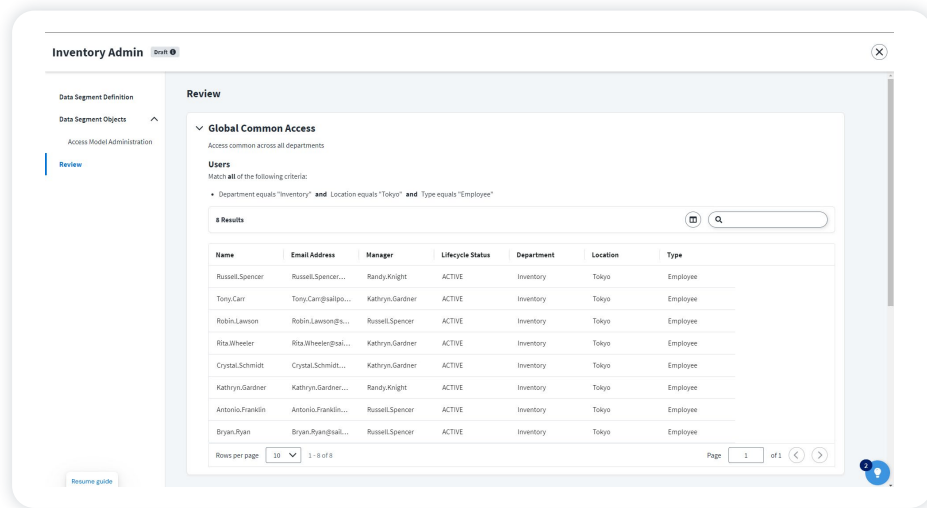 Inventory Admin Draft
Data Segment Definition
Data Segment Objects
Access Model Administration
Review
Review
Global Common Access
Access common across all departments
Users
Match all of the following criteria:
• Department equals "Inventory" and Location equals "Tokyo" and Type equals "Employee"
8 Results
Name Email Address Manager Lifecycle Status Department Location Type
Russell.Spencer Russell.Spencer... Randy.Knight ACTIVE Inventory Tokyo Employee
Tony.Carr Tony.Carr@sailpo... Kathryn.Gardner ACTIVE Inventory Tokyo Employee
Robin.Lawson Robin.Lawson@s... Russell.Spencer ACTIVE Inventory Tokyo Employee
Rita.Wheeler Rita.Wheeler@sai... Kathryn.Gardner ACTIVE Inventory Tokyo Employee
Crystal.Schmidt Crystal.Schmidt... Kathryn.Gardner ACTIVE Inventory Tokyo Employee
Kathryn.Gardner Kathryn.Gardner... Randy.Knight ACTIVE Inventory Tokyo Employee
Antonio.Franklin Antonio.Franklin... Russell.Spencer ACTIVE Inventory Tokyo Employee
Bryan.Ryan Bryan.Ryan@sail... Russell.Spencer ACTIVE Inventory Tokyo Employee
Rows per page 10 1 - 8 of 8 Page 1 of 1
2
Resume guide